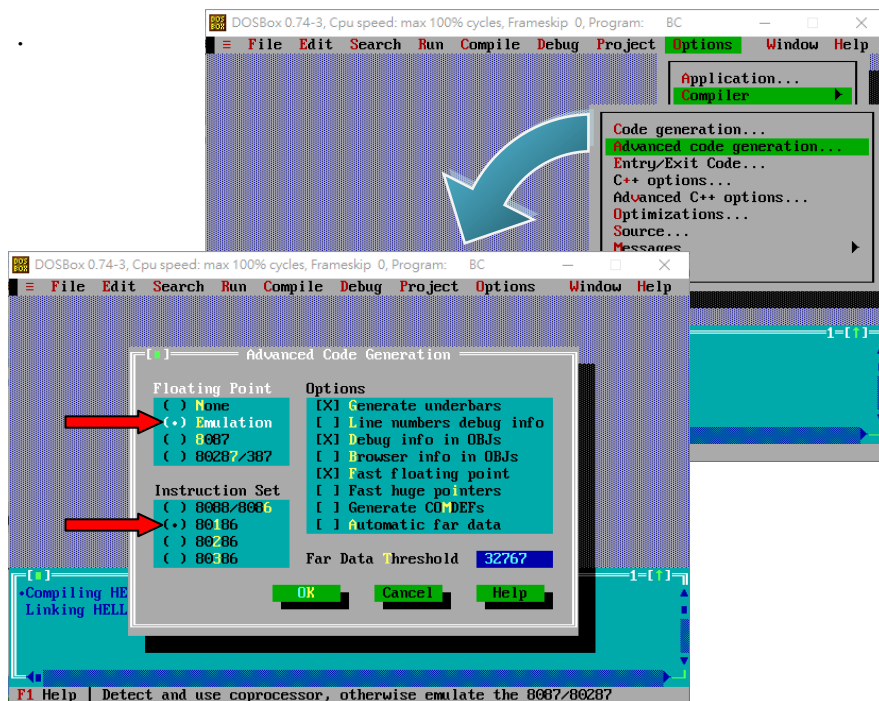 DOSBox 0.74-3, Cpu speed: max 100% cycles, Frameskip 0, Program: BC
≡ File Edit Search Run Compile Debug Project Options Window Help
Application...
Compiler
Code generation...
Advanced code generation...
Entry/Exit Code...
C++ options...
Advanced C++ options...
Optimizations...
Source...
Messages
1=[↑]
DOSBox 0.74-3, Cpu speed: max 100% cycles, Frameskip 0, Program: BC
≡ File Edit Search Run Compile Debug Project Options Window Help
Advanced Code Generation
Floating Point
( ) None
(•) Emulation
( ) 8087
( ) 80287/387
Options
[X] Generate underbars
[ ] Line numbers debug info
[X] Debug info in OBJs
[ ] Browser info in OBJs
[X] Fast floating point
[ ] Fast huge pointers
[ ] Generate COMDEFs
[ ] Automatic far data
Instruction Set
( ) 8088/8086
(•) 80186
( ) 80286
( ) 80386
Far Data Threshold 32767
OK Cancel Help
1=[↑]
•Compiling HE
Linking HELL
F1 Help | Detect and use coprocessor, otherwise emulate the 8087/80287